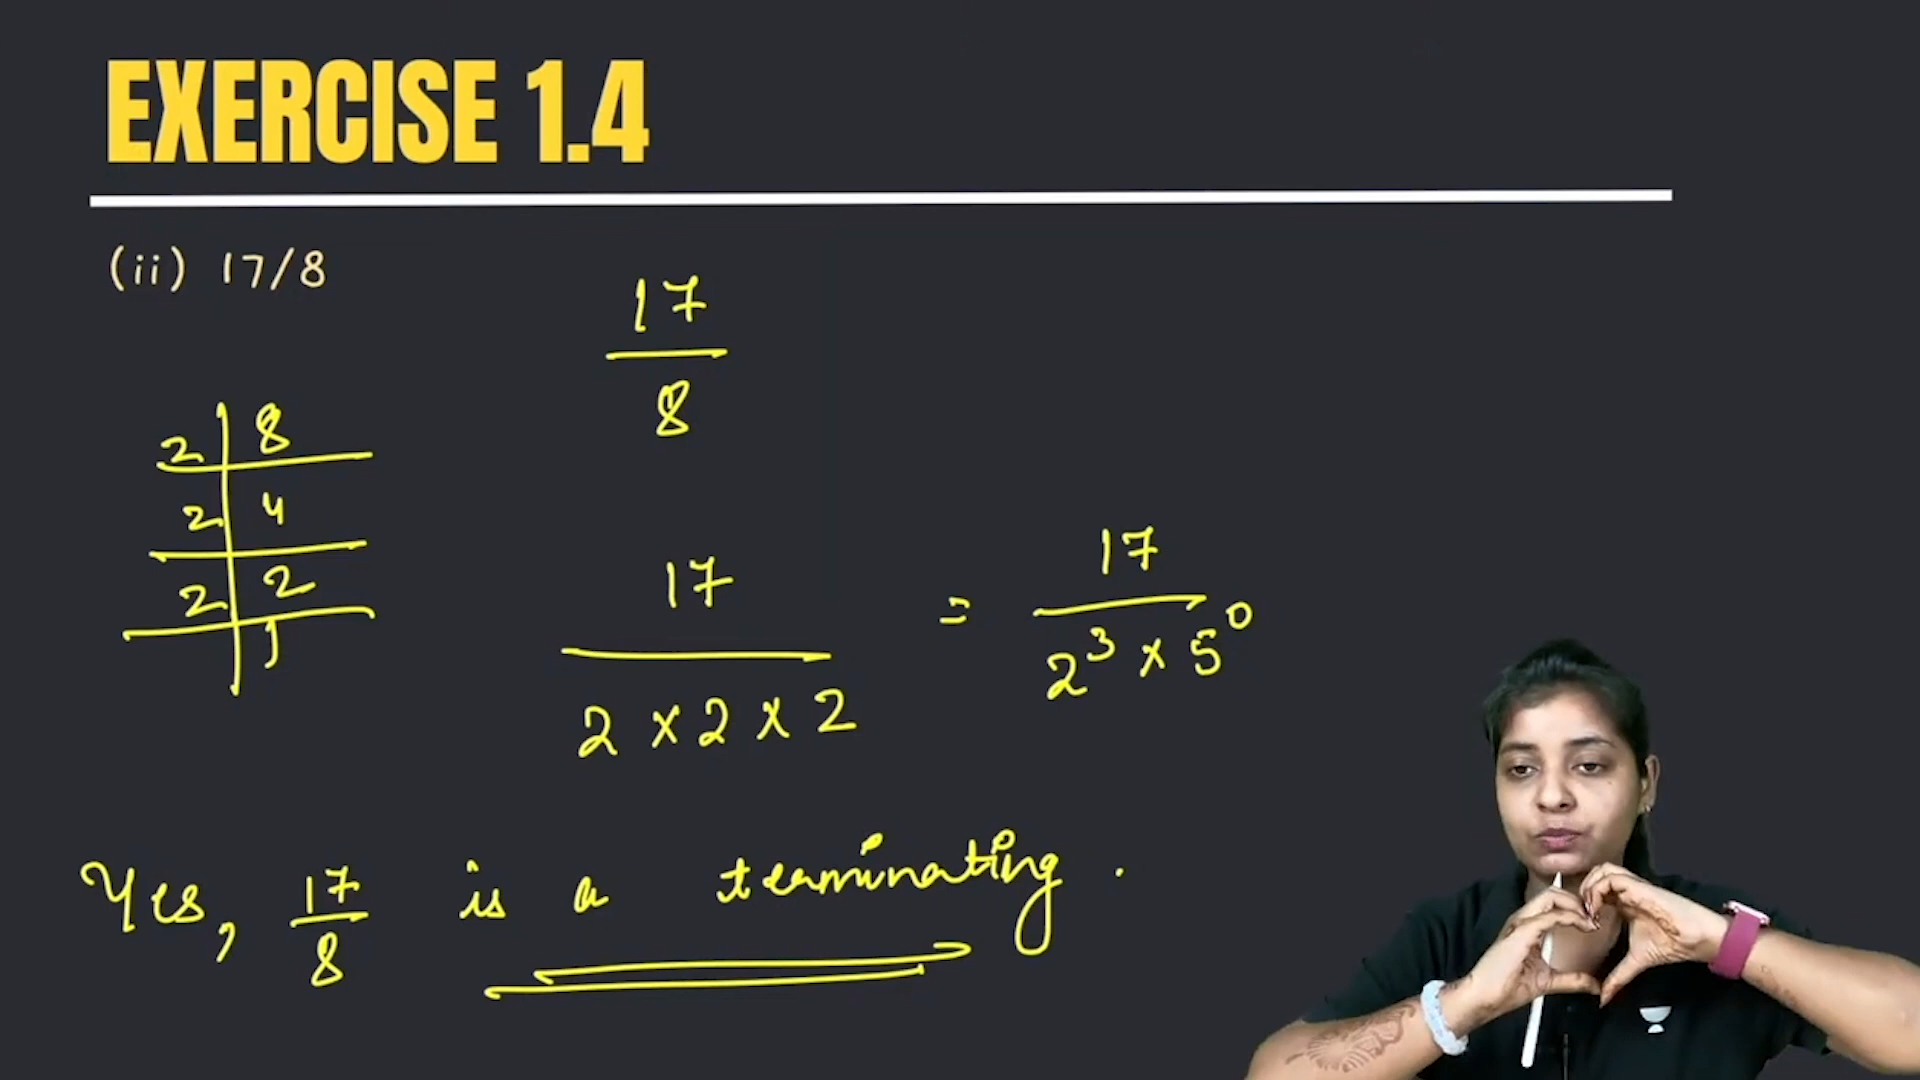 EXERCISE 1.4
(ii) 17/8
17
8
2 | 8
2 | 4
2 | 2
1
17
2 × 2 × 2
=
17
2³ × 5⁰
Yes, 17/8 is a terminating.